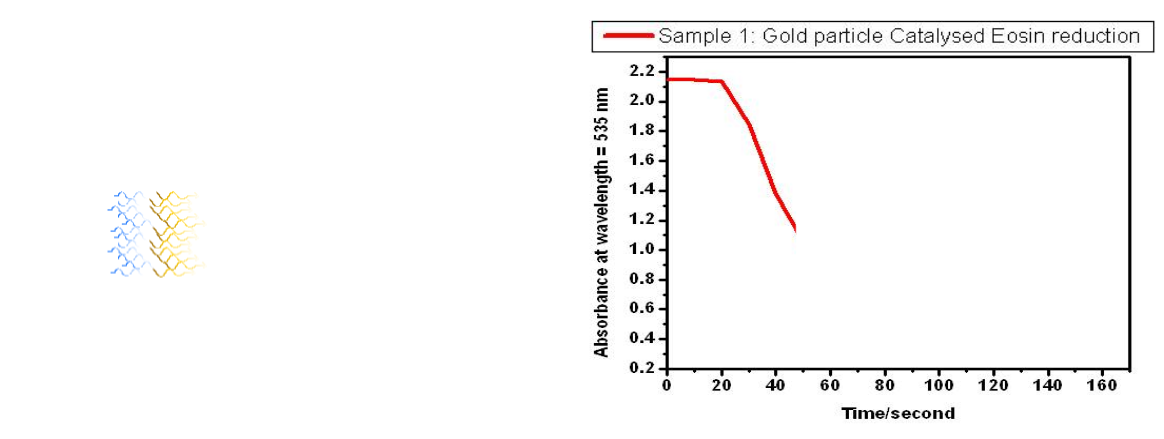 Sample 1: Gold particle Catalysed Eosin reduction
Absorbance at wavelength = 535 nm
2.2
2.0
1.8
1.6
1.4
1.2
1.0
0.8
0.6
0.4
0.2
0 20 40 60 80 100 120 140 160
Time/second